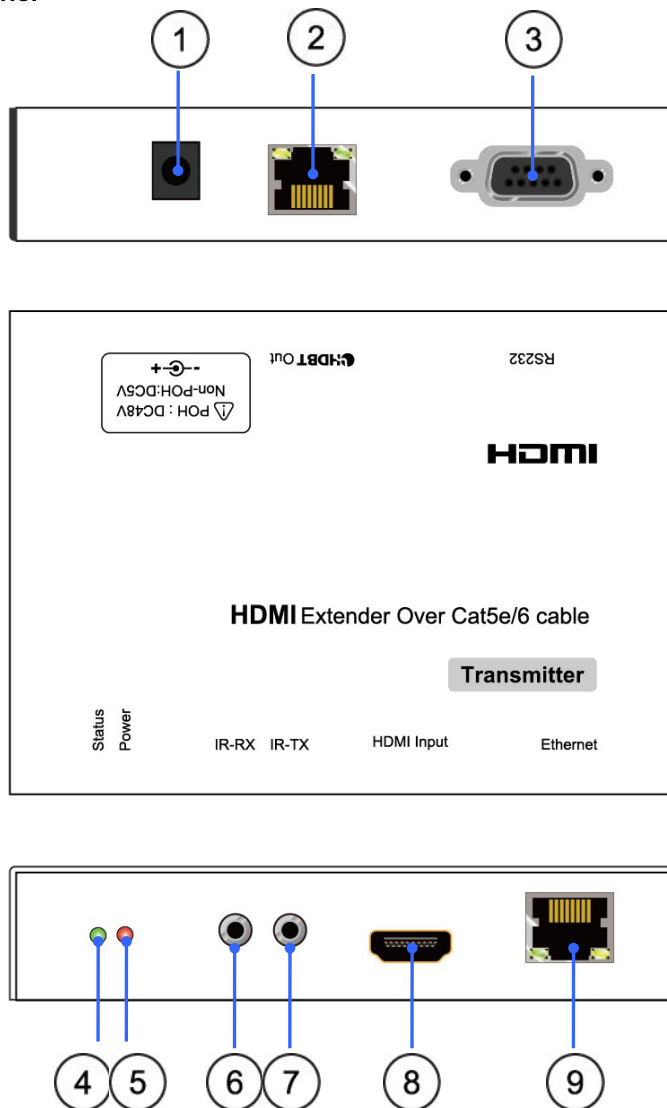 1 2 3
+ -
Non-POH:DC5V
POH : DC48V
HDBT Out
RS232
HDMI
HDMI Extender Over Cat5e/6 cable
Transmitter
Status
Power
IR-RX IR-TX HDMI Input Ethernet
4 5 6 7 8 9